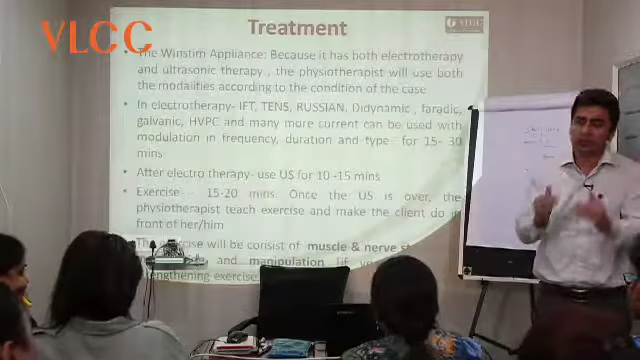 VLCC
Treatment
VLCC
• The Winstim Appliance: Because it has both electrotherapy
and ultrasonic therapy , the physiotherapist will use both
the modalities according to the condition of the case
• In electrotherapy- IFT, TENS, RUSSIAN, Didynamic , faradic,
galvanic, HVPC and many more current can be used with
modulation in frequency, duration and type for 15- 30
mins
• After electro therapy- use US for 10 -15 mins
• Exercise – 15-20 mins. Once the US is over, the
physiotherapist teach exercise and make the client do in
front of her/him
will be consist of muscle & nerve
and manipulation (if
exercise